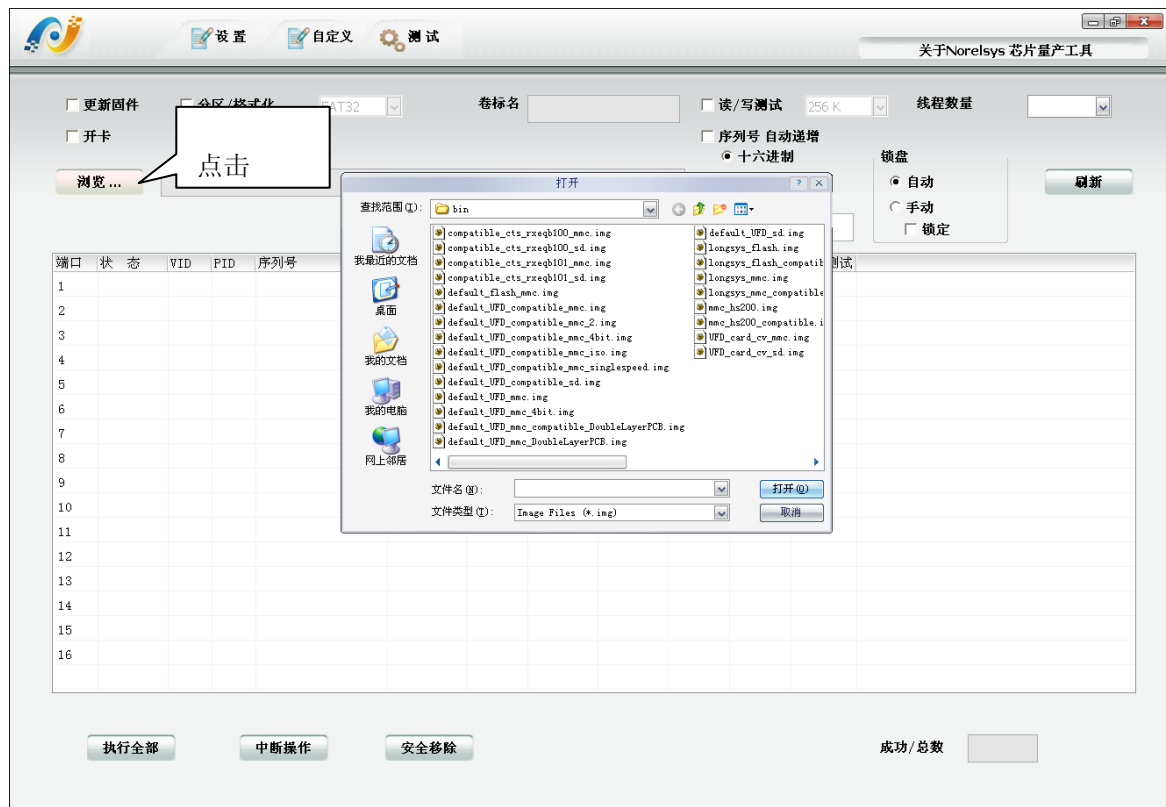 设 置 自定义 测 试
关于Norelsys 芯片量产工具
更新固件 分区/格式化 FAT32 卷标名 读/写测试 256 K 线程数量
开卡 序列号 自动递增
十六进制 锁盘
点击
浏览 ... 自动 刷新
手动
锁定
打开
查找范围(I): bin
我最近的文档
桌面
我的文档
我的电脑
网上邻居
compatible_cts_rxeqb100_mmc.img
compatible_cts_rxeqb100_sd.img
compatible_cts_rxeqb101_mmc.img
compatible_cts_rxeqb101_sd.img
default_flash_mmc.img
default_UFD_compatible_mmc.img
default_UFD_compatible_mmc_2.img
default_UFD_compatible_mmc_4bit.img
default_UFD_compatible_mmc_iso.img
default_UFD_compatible_mmc_singlespeed.img
default_UFD_compatible_sd.img
default_UFD_mmc.img
default_UFD_mmc_4bit.img
default_UFD_mmc_compatible_DoubleLayerPCB.img
default_UFD_mmc_DoubleLayerPCB.img
default_UFD_sd.img
longsys_flash.img
longsys_flash_compatib
longsys_mmc.img
longsys_mmc_compatible
mmc_hs200.img
mmc_hs200_compatible.i
UFD_card_cv_mmc.img
UFD_card_cv_sd.img
文件名(N): 打开(O)
文件类型(T): Image Files (*.img) 取消
端口 状 态 VID PID 序列号 测试
1
2
3
4
5
6
7
8
9
10
11
12
13
14
15
16
执行全部 中断操作 安全移除 成功/总数